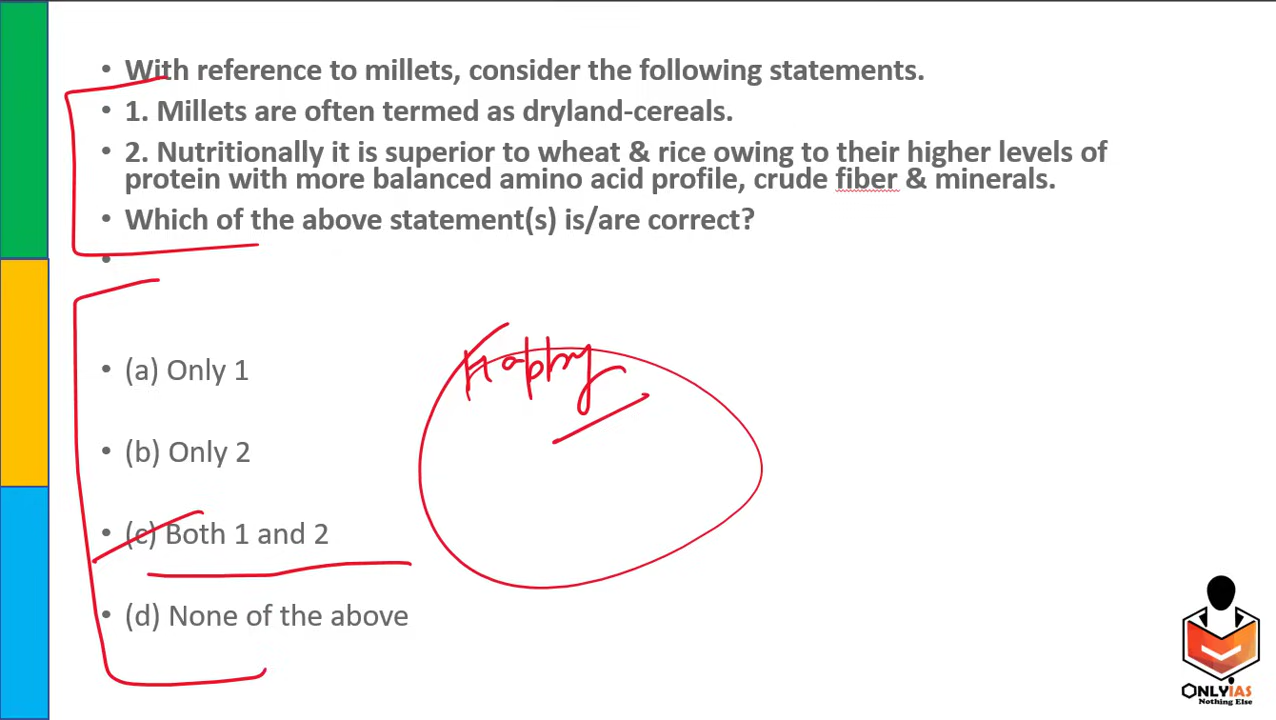 • With reference to millets, consider the following statements.
• 1. Millets are often termed as dryland-cereals.
• 2. Nutritionally it is superior to wheat & rice owing to their higher levels of
protein with more balanced amino acid profile, crude fiber & minerals.
• Which of the above statement(s) is/are correct?
•
• (a) Only 1
Happy
• (b) Only 2
• (c) Both 1 and 2
• (d) None of the above
ONLYIAS
Nothing Else